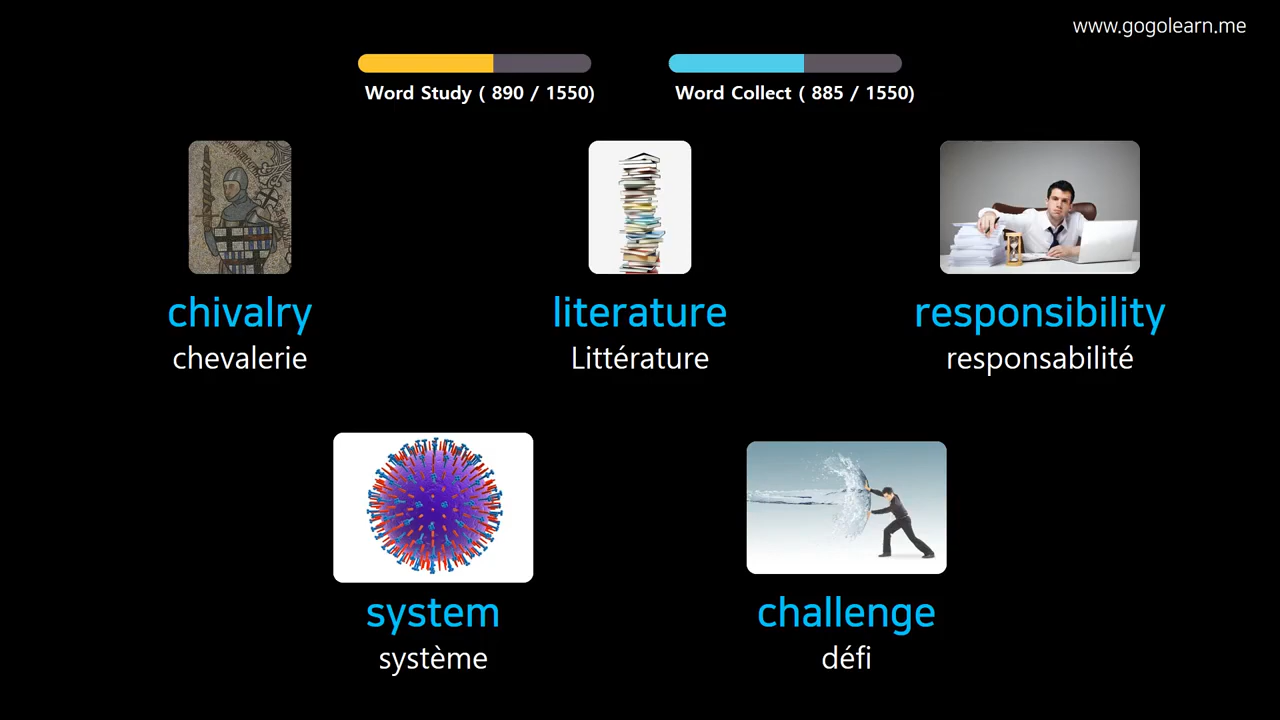 www.gogolearn.me
Word Study ( 890 / 1550)
Word Collect ( 885 / 1550)
chivalry
chevalerie
literature
Littérature
responsibility
responsabilité
system
système
challenge
défi